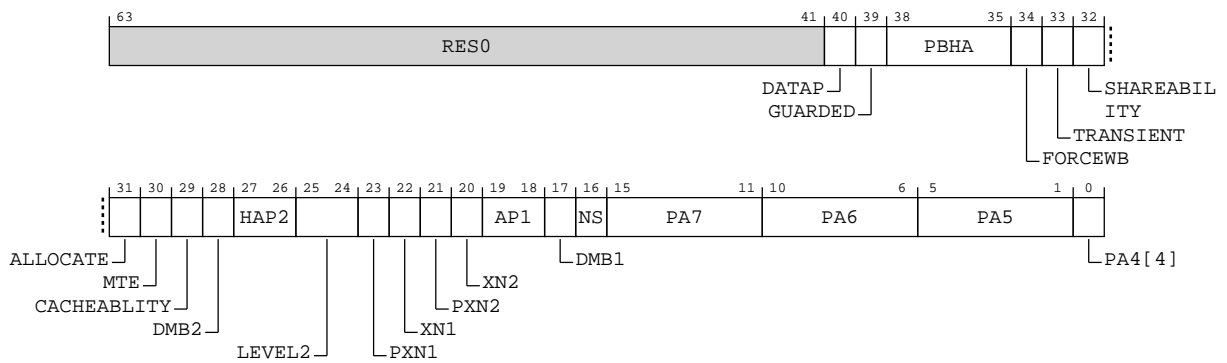 63 41 40 39 38 35 34 33 32
RES0 PBHA
DATAP SHAREABIL
GUARDED ITY
TRANSIENT
FORCEWB
31 30 29 28 27 26 25 24 23 22 21 20 19 18 17 16 15 11 10 6 5 1 0
HAP2 AP1 NS PA7 PA6 PA5
ALLOCATE DMB1 PA4[4]
MTE XN2
CACHEABLITY PXN2
DMB2 XN1
LEVEL2 PXN1